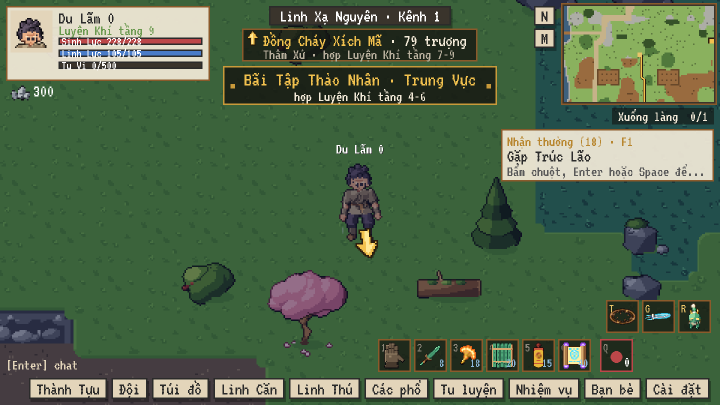 Du Lãm 0
Luyện Khí tầng 9
Sinh Lực 228/228
Linh Lực 105/105
Tu Vi 0/500
300
Linh Xạ Nguyên · Kênh 1
Đồng Cháy Xích Mã · 79 trượng
Thâm Xứ · hợp Luyện Khí tầng 7-9
Bãi Tập Thảo Nhân · Trung Vực
hợp Luyện Khí tầng 4-6
N
M
Xuống làng 0/1
Nhân thưởng (18) · F1
Gặp Trúc Lão
Bấm chuột, Enter hoặc Space để...
Du Lãm 0
T
G
R
1
2
8
3
18
5
15
Q
0
[Enter] chat
Thành Tựu
Đội
Túi đồ
Linh Căn
Linh Thú
Các phổ
Tu luyện
Nhiệm vụ
Bạn bè
Cài đặt